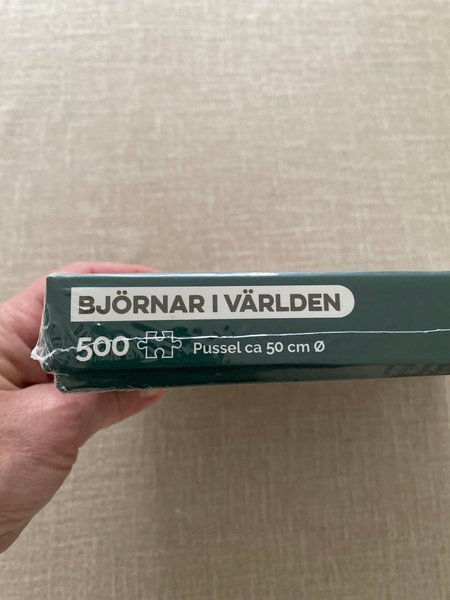 BJÖRNAR I VÄRLDEN
500 Pussel ca 50 cm Ø